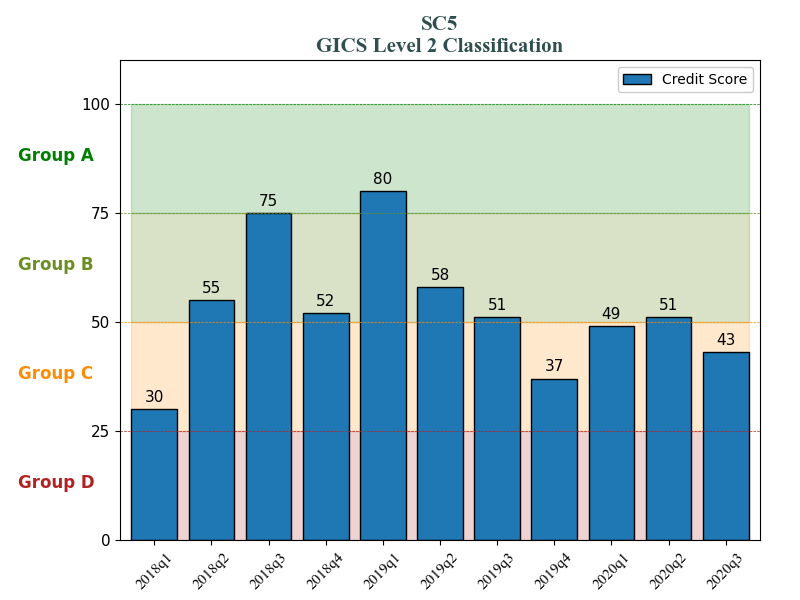 SC5
GICS Level 2 Classification
Credit Score
100
Group A
75
Group B
50
Group C
25
Group D
0
30
55
75
52
80
58
51
37
49
51
43
2018q1
2018q2
2018q3
2018q4
2019q1
2019q2
2019q3
2019q4
2020q1
2020q2
2020q3